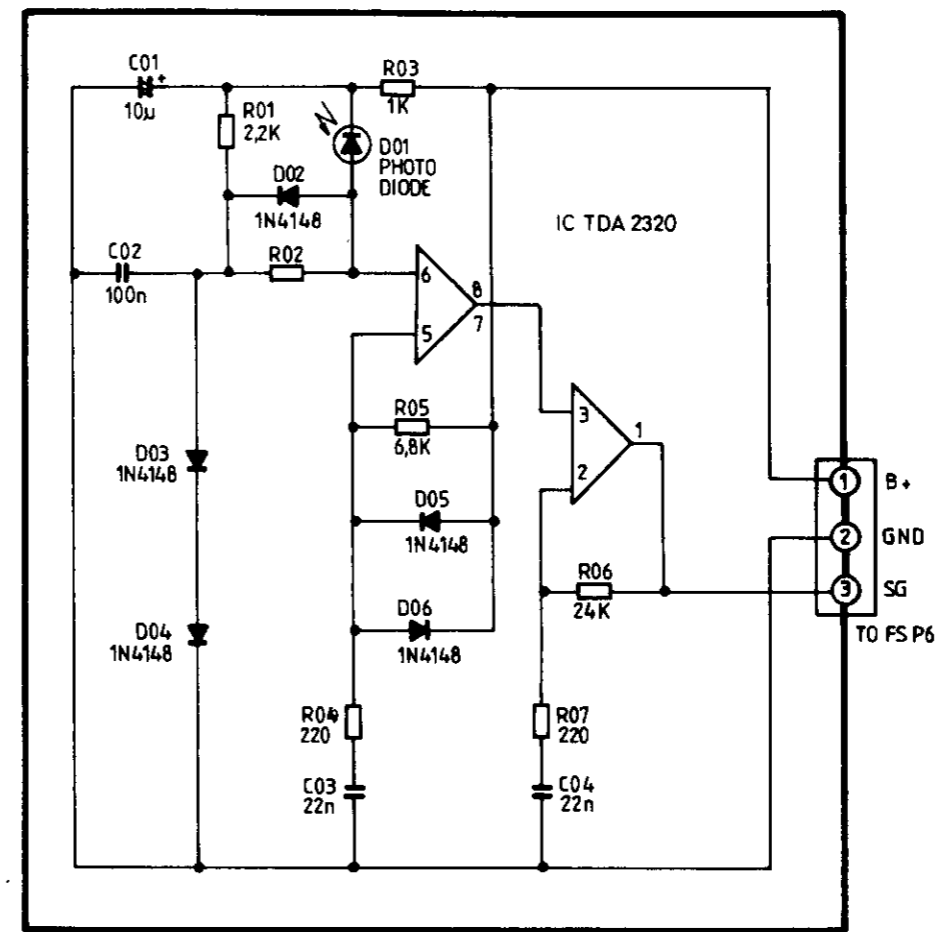 C01
+
10µ
R01
2,2K
R03
1K
D01
PHOTO
DIODE
D02
1N4148
IC TDA 2320
C02
100n
R02
6
5
8
7
R05
6,8K
3
2
1
D03
1N4148
D05
1N4148
1 B+
2 GND
3 SG
TO FS P6
R06
24K
D06
1N4148
D04
1N4148
R04
220
R07
220
C03
22n
C04
22n